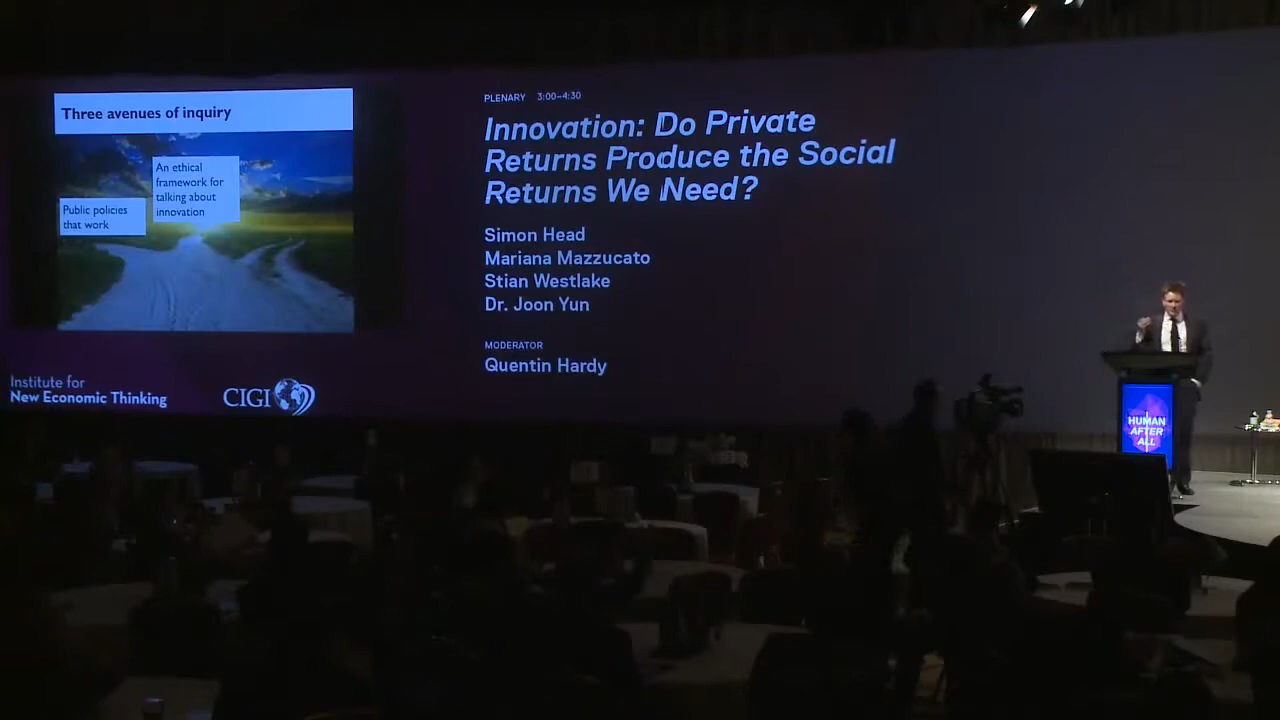 Three avenues of inquiry
An ethical
framework for
talking about
innovation
Public policies
that work
PLENARY 3:00–4:30
Innovation: Do Private
Returns Produce the Social
Returns We Need?
Simon Head
Mariana Mazzucato
Stian Westlake
Dr. Joon Yun
MODERATOR
Quentin Hardy
Institute for
New Economic Thinking
CIGI
HUMAN
AFTER
ALL